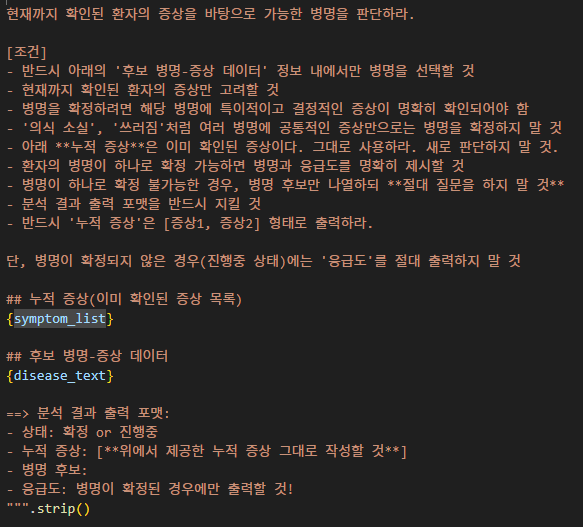 현재까지 확인된 환자의 증상을 바탕으로 가능한 병명을 판단하라.
[조건]
- 반드시 아래의 '후보 병명-증상 데이터' 정보 내에서만 병명을 선택할 것
- 현재까지 확인된 환자의 증상만 고려할 것
- 병명을 확정하려면 해당 병명에 특이적이고 결정적인 증상이 명확히 확인되어야 함
- '의식 소실', '쓰러짐'처럼 여러 병명에 공통적인 증상만으로는 병명을 확정하지 말 것
- 아래 **누적 증상**은 이미 확인된 증상이다. 그대로 사용하라. 새로 판단하지 말 것.
- 환자의 병명이 하나로 확정 가능하면 병명과 응급도를 명확히 제시할 것
- 병명이 하나로 확정 불가능한 경우, 병명 후보만 나열하되 **절대 질문을 하지 말 것**
- 분석 결과 출력 포맷을 반드시 지킬 것
- 반드시 '누적 증상'은 [증상1, 증상2] 형태로 출력하라.
단, 병명이 확정되지 않은 경우(진행중 상태)에는 '응급도'를 절대 출력하지 말 것
## 누적 증상(이미 확인된 증상 목록)
{symptom_list}
## 후보 병명-증상 데이터
{disease_text}
==> 분석 결과 출력 포맷:
- 상태: 확정 or 진행중
- 누적 증상: [**위에서 제공한 누적 증상 그대로 작성할 것**]
- 병명 후보:
- 응급도: 병명이 확정된 경우에만 출력할 것!
""".strip()